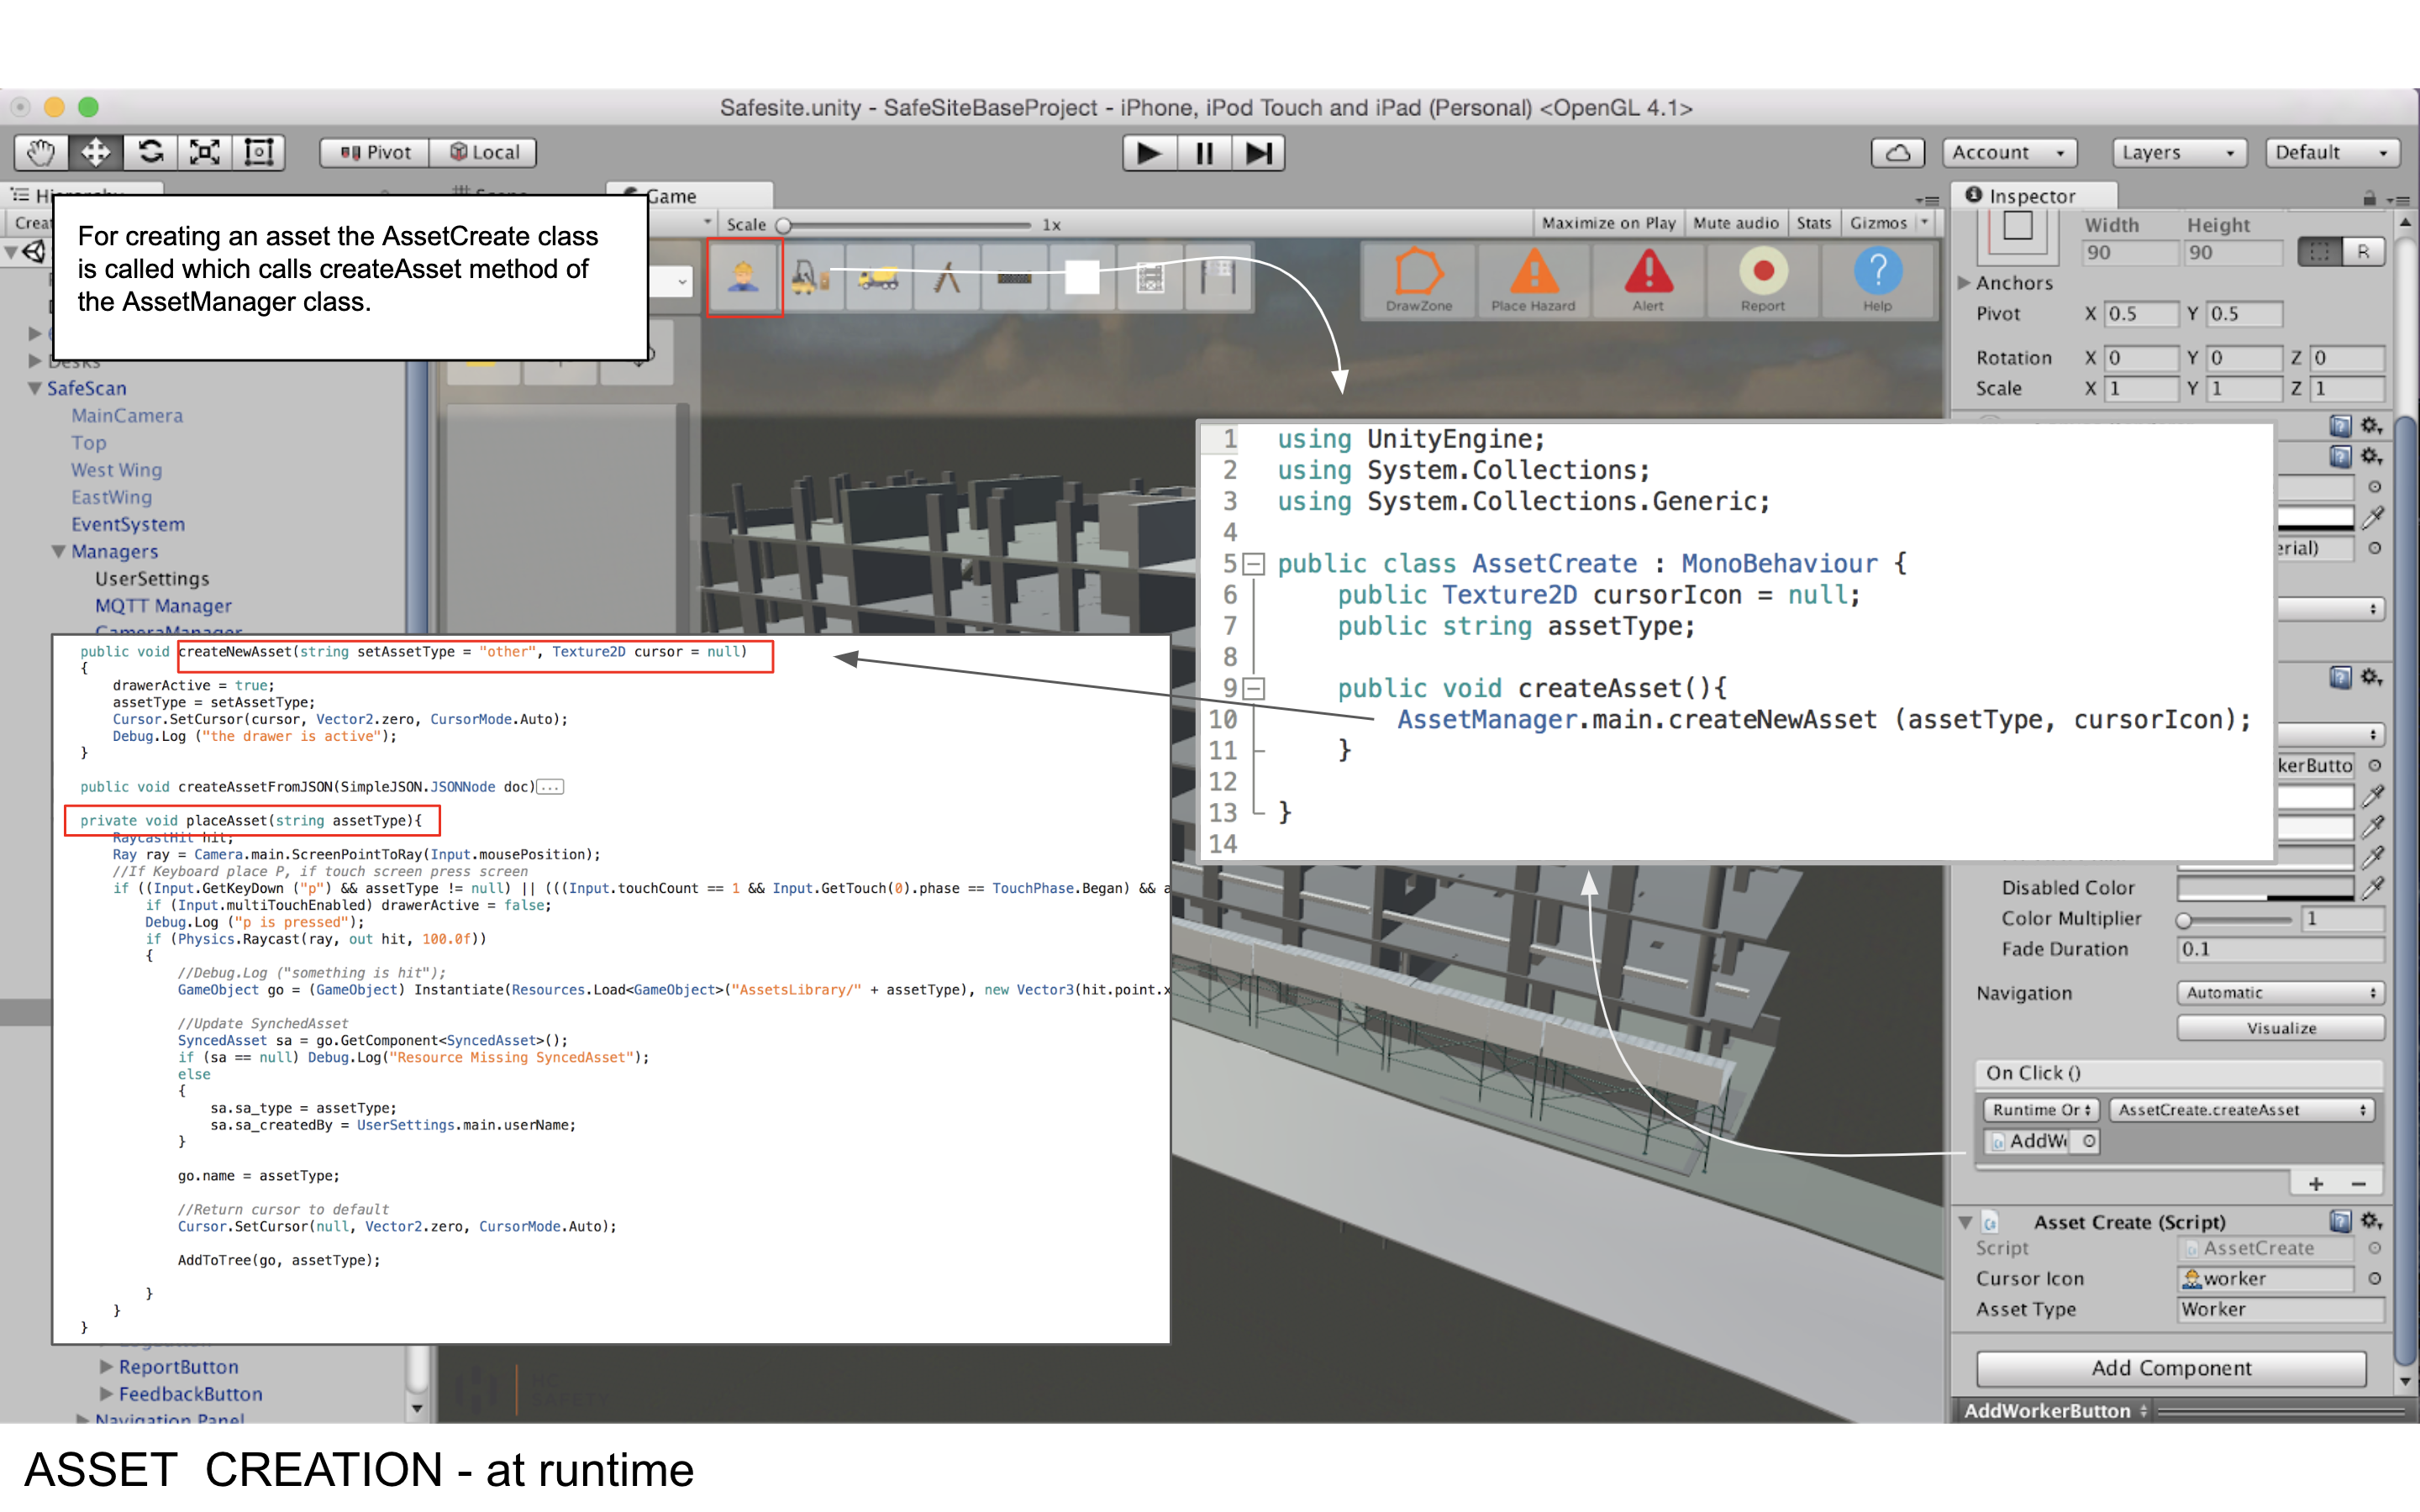 Safesite.unity - SafeSiteBaseProject - iPhone, iPod Touch and iPad (Personal) <OpenGL 4.1>
Pivot
Local
Account
Layers
Default
Game
Inspector
Scale
1x
Maximize on Play
Mute audio
Stats
Gizmos
For creating an asset the AssetCreate class
is called which calls createAsset method of
the AssetManager class.
DrawZone
Place Hazard
Alert
Report
Help
Width
Height
90
90
R
Anchors
Pivot
X 0.5
Y 0.5
Rotation
X 0
Y 0
Z 0
Scale
X 1
Y 1
Z 1
Desks
SafeScan
MainCamera
Top
West Wing
EastWing
EventSystem
Managers
UserSettings
MQTT Manager
CameraManager
1 using UnityEngine;
2 using System.Collections;
3 using System.Collections.Generic;
4
5 public class AssetCreate : MonoBehaviour {
6 public Texture2D cursorIcon = null;
7 public string assetType;
8
9 public void createAsset(){
10 AssetManager.main.createNewAsset (assetType, cursorIcon);
11 }
12
13 }
14
public void createNewAsset(string setAssetType = "other", Texture2D cursor = null)
{
drawerActive = true;
assetType = setAssetType;
Cursor.SetCursor(cursor, Vector2.zero, CursorMode.Auto);
Debug.Log ("the drawer is active");
}
public void createAssetFromJSON(SimpleJSON.JSONNode doc)...
private void placeAsset(string assetType){
RaycastHit hit;
Ray ray = Camera.main.ScreenPointToRay(Input.mousePosition);
//If Keyboard place P, if touch screen press screen
if ((Input.GetKeyDown ("p") && assetType != null) || (((Input.touchCount == 1 && Input.GetTouch(0).phase == TouchPhase.Began) && a
if (Input.multiTouchEnabled) drawerActive = false;
Debug.Log ("p is pressed");
if (Physics.Raycast(ray, out hit, 100.0f))
{
//Debug.Log ("something is hit");
GameObject go = (GameObject) Instantiate(Resources.Load<GameObject>("AssetsLibrary/" + assetType), new Vector3(hit.point.x
//Update SynchedAsset
SyncedAsset sa = go.GetComponent<SyncedAsset>();
if (sa == null) Debug.Log("Resource Missing SyncedAsset");
else
{
sa.sa_type = assetType;
sa.sa_createdBy = UserSettings.main.userName;
}
go.name = assetType;
//Return cursor to default
Cursor.SetCursor(null, Vector2.zero, CursorMode.Auto);
AddToTree(go, assetType);
}
}
}
erial)
kerButto
Disabled Color
Color Multiplier
1
Fade Duration
0.1
Navigation
Automatic
Visualize
On Click ()
Runtime Or
AssetCreate.createAsset
AddW
Asset Create (Script)
Script
AssetCreate
Cursor Icon
worker
Asset Type
Worker
Add Component
AddWorkerButton
ReportButton
FeedbackButton
Navigation Panel
ASSET CREATION - at runtime